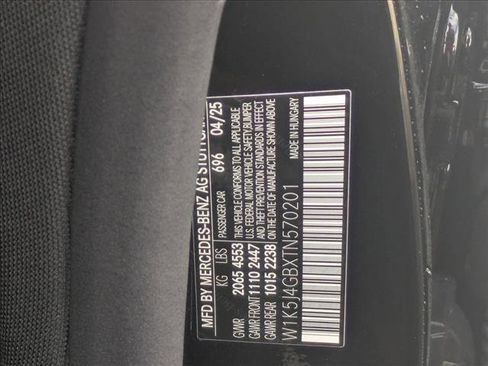 MFD BY MERCEDES-BENZ AG STUTTGART
PASSENGER CAR 696 04/25
KG LBS
GVWR 2065 4553
GAWR FRONT 1110 2447
GAWR REAR 1015 2238
THIS VEHICLE CONFORMS TO ALL APPLICABLE
U.S. FEDERAL MOTOR VEHICLE SAFETY, BUMPER
AND THEFT PREVENTION STANDARDS IN EFFECT
ON THE DATE OF MANUFACTURE SHOWN ABOVE
MADE IN HUNGARY
W1K5J4GBXTN570201